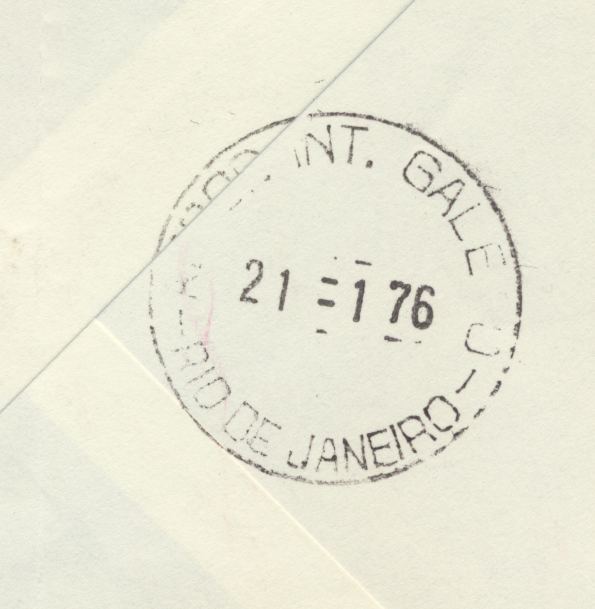 INT. GALE O
21 =1 76
RIO DE JANEIRO